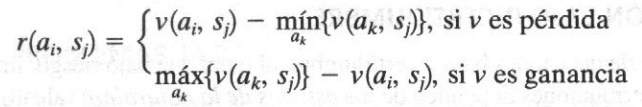 r(aᵢ, sⱼ) = { v(aᵢ, sⱼ) − mín{v(aₖ, sⱼ)}, si v es pérdida
aₖ
máx{v(aₖ, sⱼ)} − v(aᵢ, sⱼ), si v es ganancia
aₖ